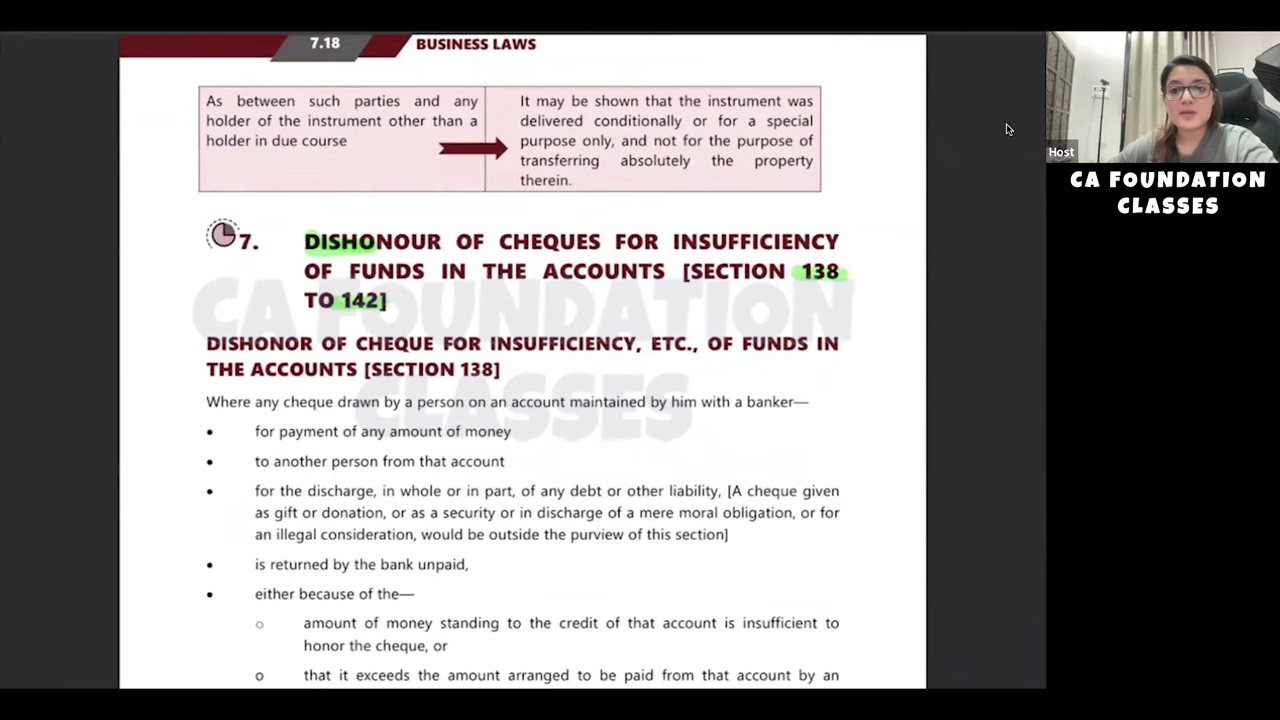 7.18
BUSINESS LAWS
As between such parties and any
holder of the instrument other than a
holder in due course
It may be shown that the instrument was
delivered conditionally or for a special
purpose only, and not for the purpose of
transferring absolutely the property
therein.
7. DISHONOUR OF CHEQUES FOR INSUFFICIENCY
OF FUNDS IN THE ACCOUNTS [SECTION 138
TO 142]
DISHONOR OF CHEQUE FOR INSUFFICIENCY, ETC., OF FUNDS IN
THE ACCOUNTS [SECTION 138]
Where any cheque drawn by a person on an account maintained by him with a banker—
• for payment of any amount of money
• to another person from that account
• for the discharge, in whole or in part, of any debt or other liability, [A cheque given
as gift or donation, or as a security or in discharge of a mere moral obligation, or for
an illegal consideration, would be outside the purview of this section]
• is returned by the bank unpaid,
• either because of the—
o amount of money standing to the credit of that account is insufficient to
honor the cheque, or
o that it exceeds the amount arranged to be paid from that account by an
CA FOUNDATION
CLASSES
Host
CA FOUNDATION
CLASSES